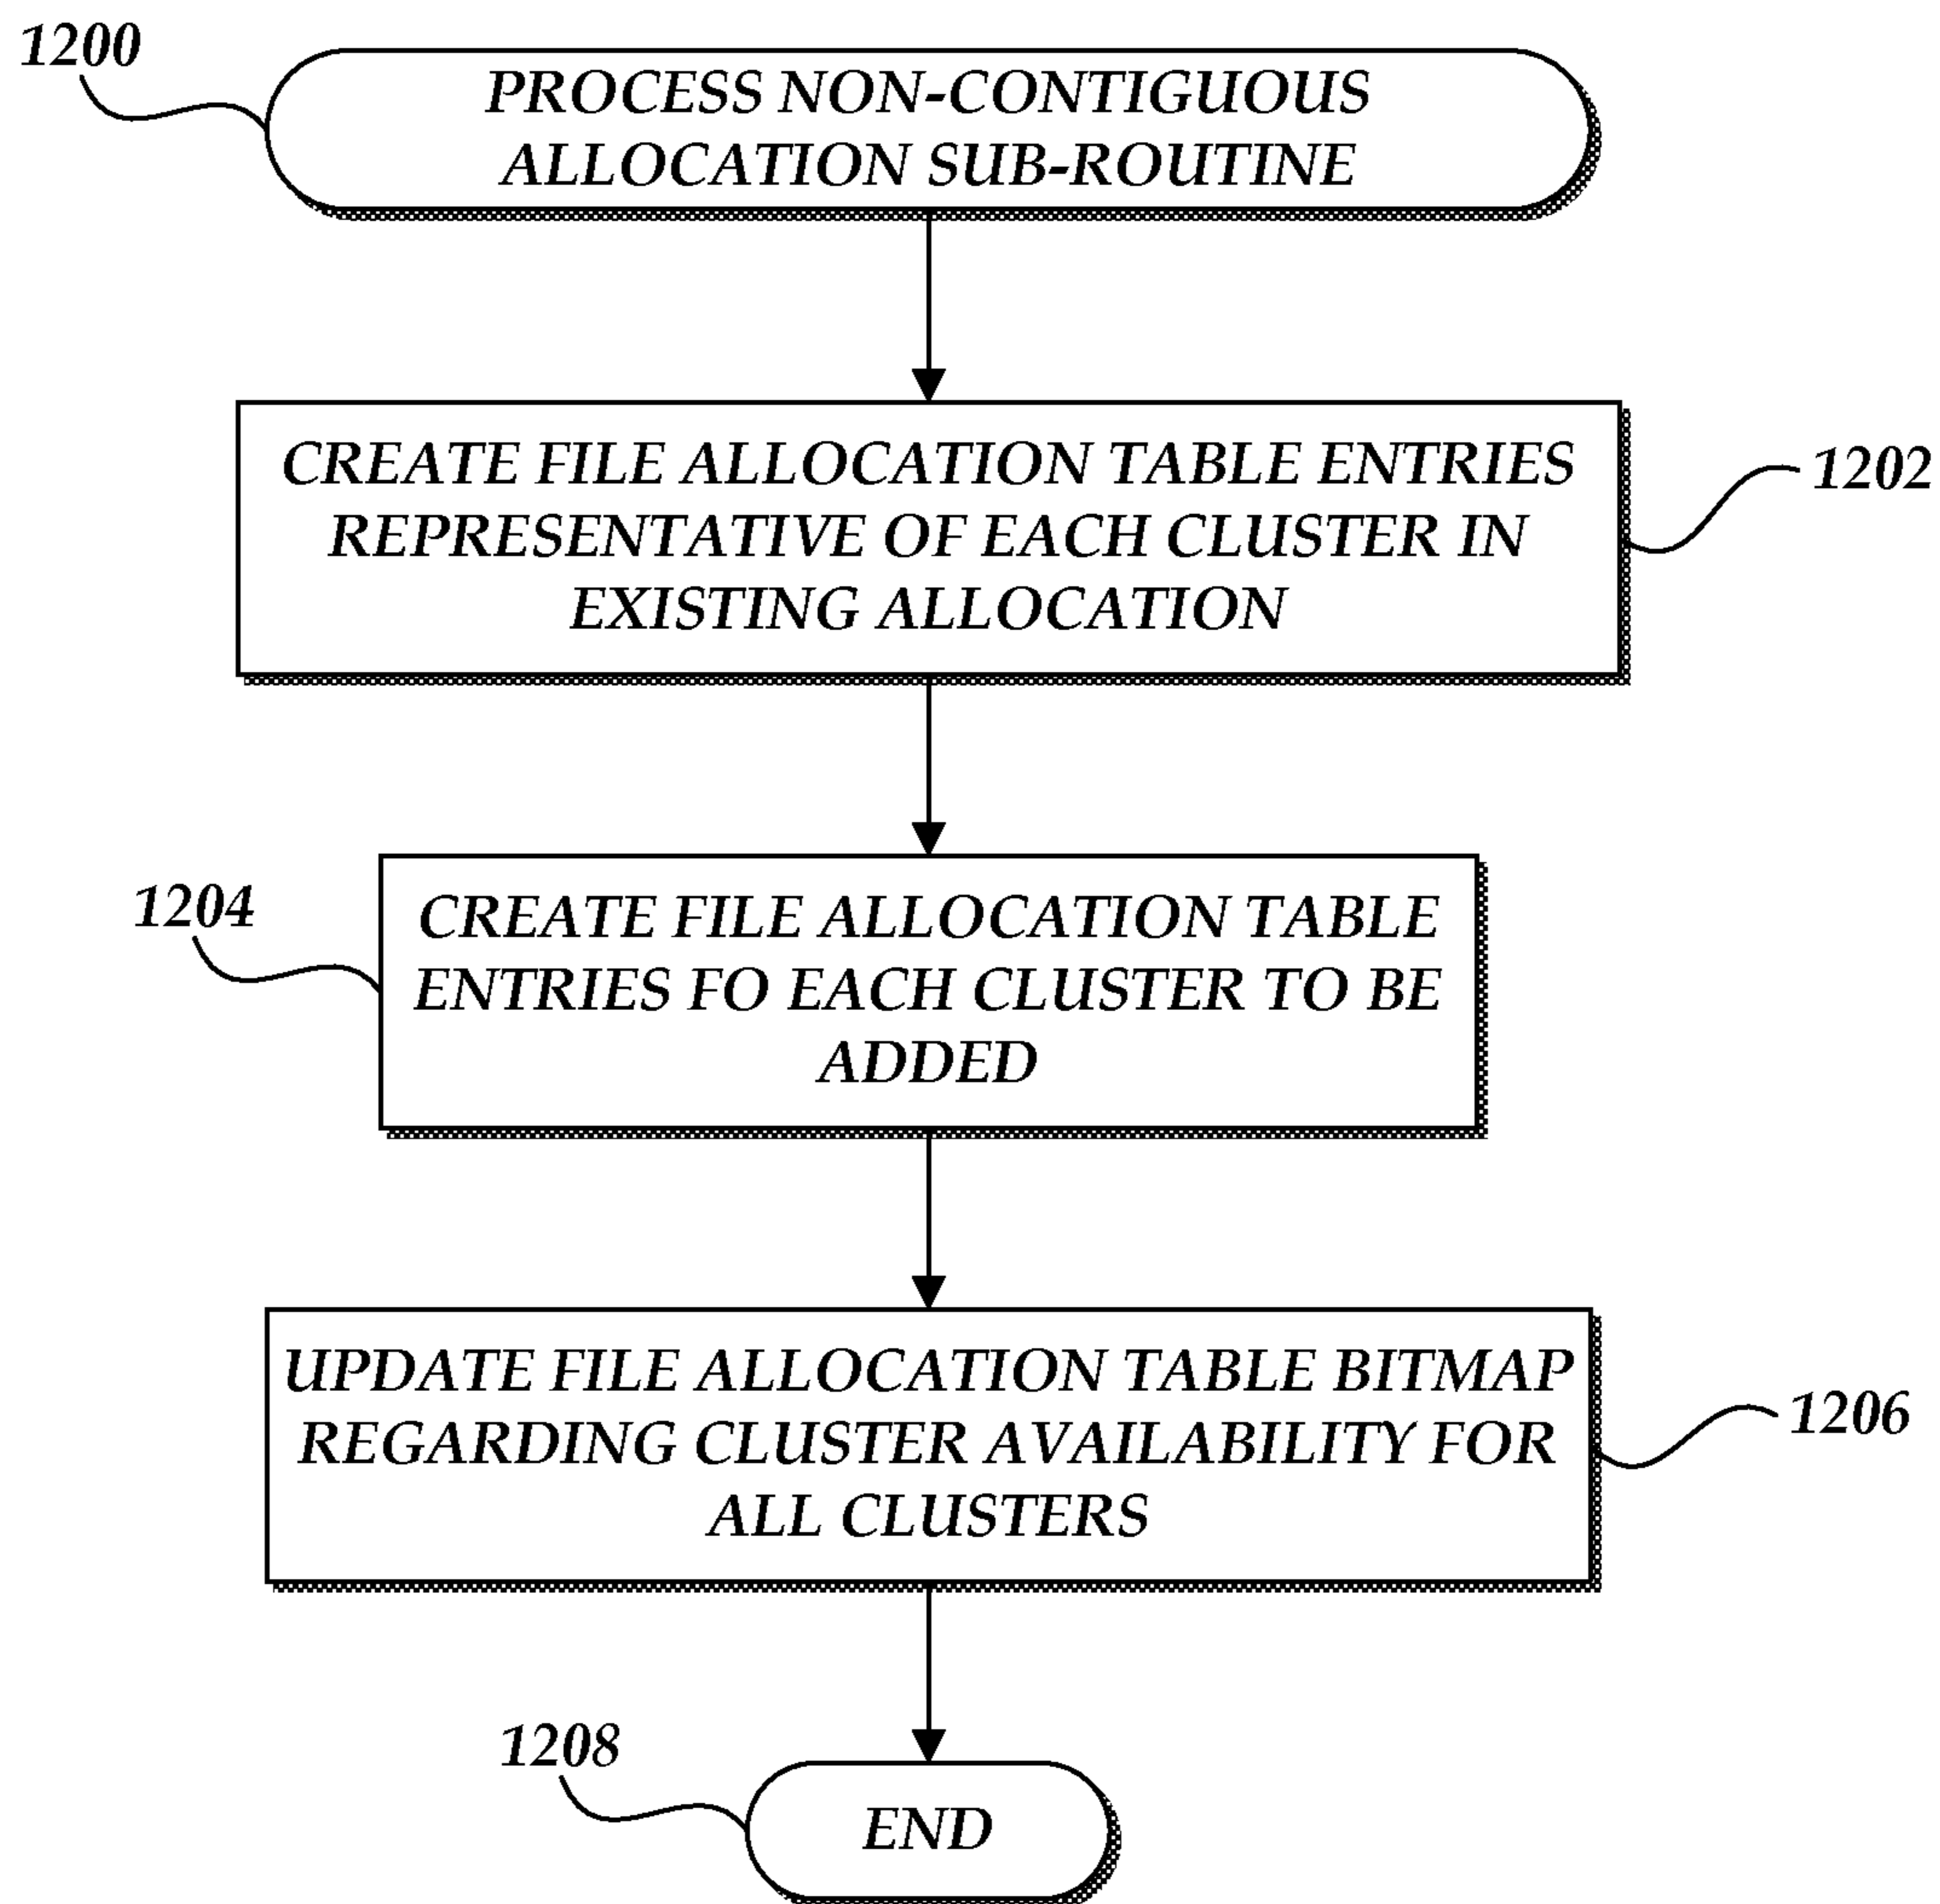 1200
PROCESS NON-CONTIGUOUS
ALLOCATION SUB-ROUTINE
CREATE FILE ALLOCATION TABLE ENTRIES
REPRESENTATIVE OF EACH CLUSTER IN
EXISTING ALLOCATION
1202
1204
CREATE FILE ALLOCATION TABLE
ENTRIES FO EACH CLUSTER TO BE
ADDED
UPDATE FILE ALLOCATION TABLE BITMAP
REGARDING CLUSTER AVAILABILITY FOR
ALL CLUSTERS
1206
1208
END